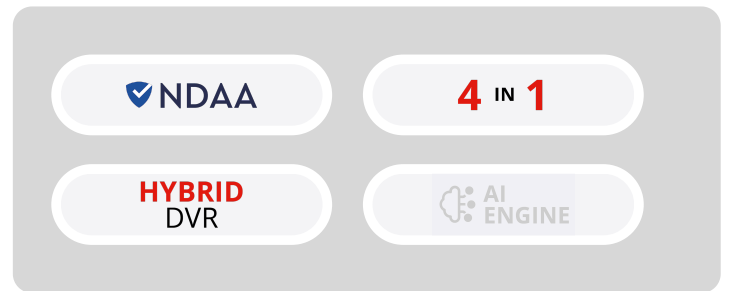 NDAA
4 IN 1
HYBRID
DVR
AI
ENGINE